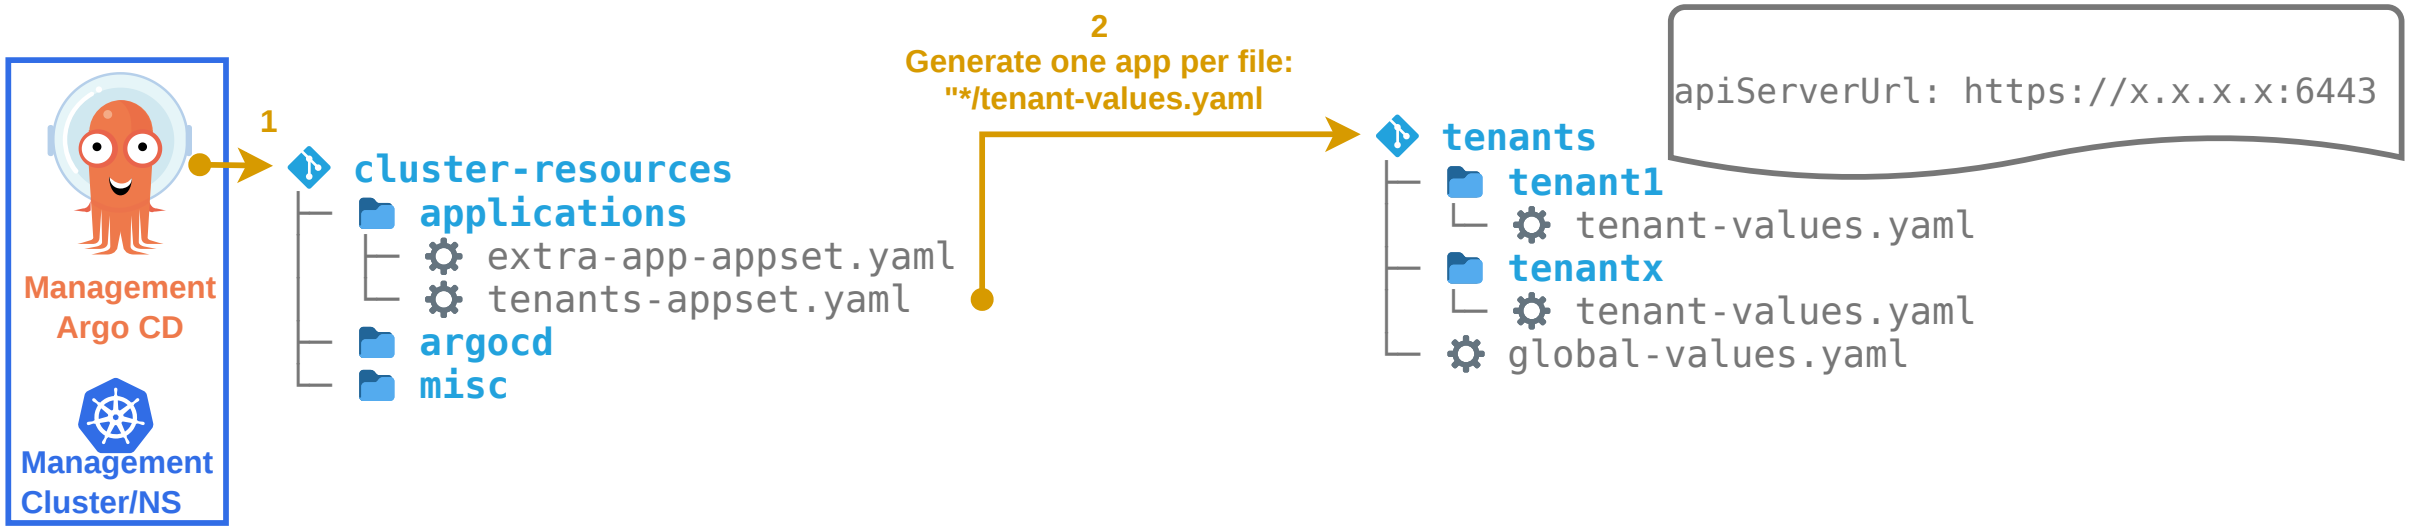 Management
Argo CD
Management
Cluster/NS
1
cluster-resources
applications
extra-app-appset.yaml
tenants-appset.yaml
argocd
misc
2
Generate one app per file:
"*/tenant-values.yaml
tenants
tenant1
tenant-values.yaml
tenantx
tenant-values.yaml
global-values.yaml
apiServerUrl: https://x.x.x.x:6443